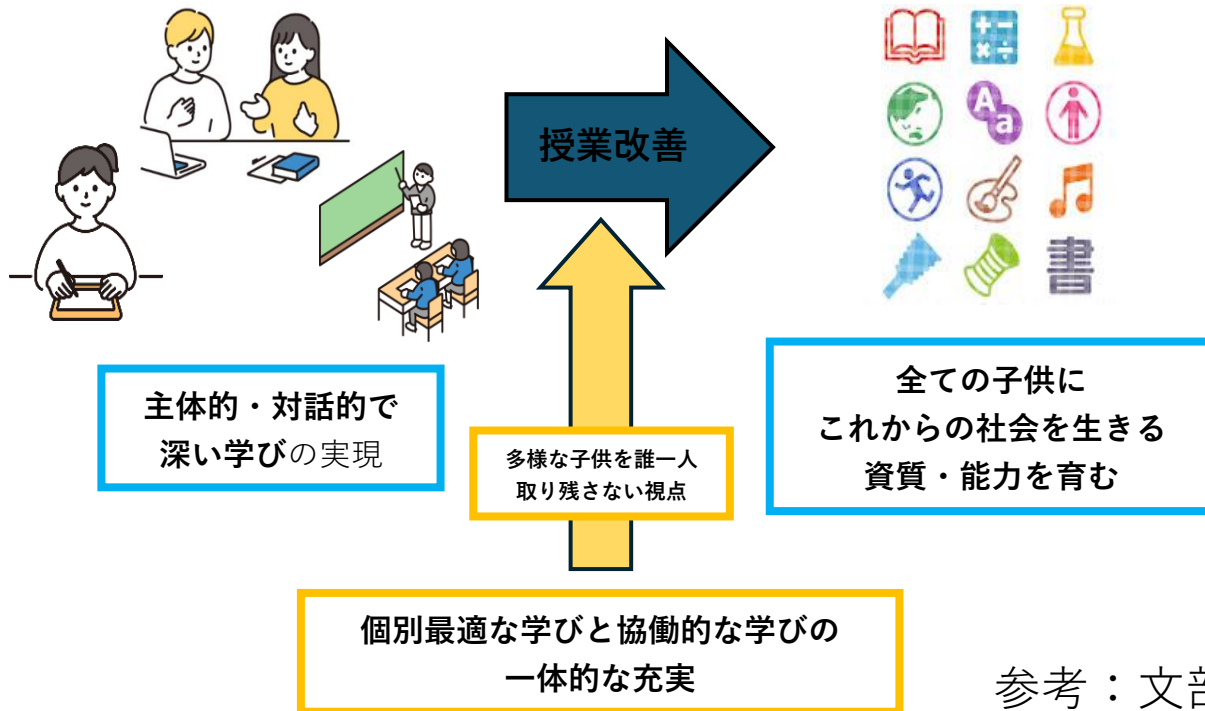 授業改善
+ -
× ÷
A
a
書
主体的・対話的で
深い学びの実現
多様な子供を誰一人
取り残さない視点
全ての子供に
これからの社会を生きる
資質・能力を育む
個別最適な学びと協働的な学びの
一体的な充実
参考:文部